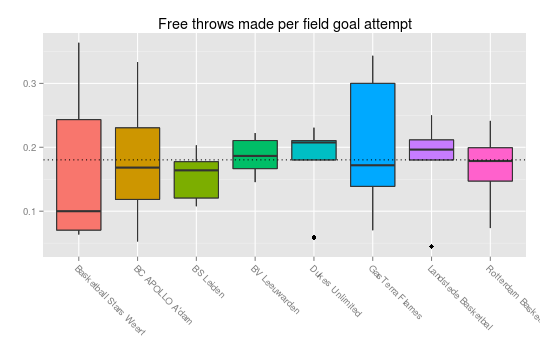 Free throws made per field goal attempt
0.3
0.2
0.1
Basketball Stars Weert
BC APOLLO A'dam
BS Leiden
BV Leeuwarden
Dukes Unlimited
GasTerra Flames
Landstede Basketbal
Rotterdam Baske